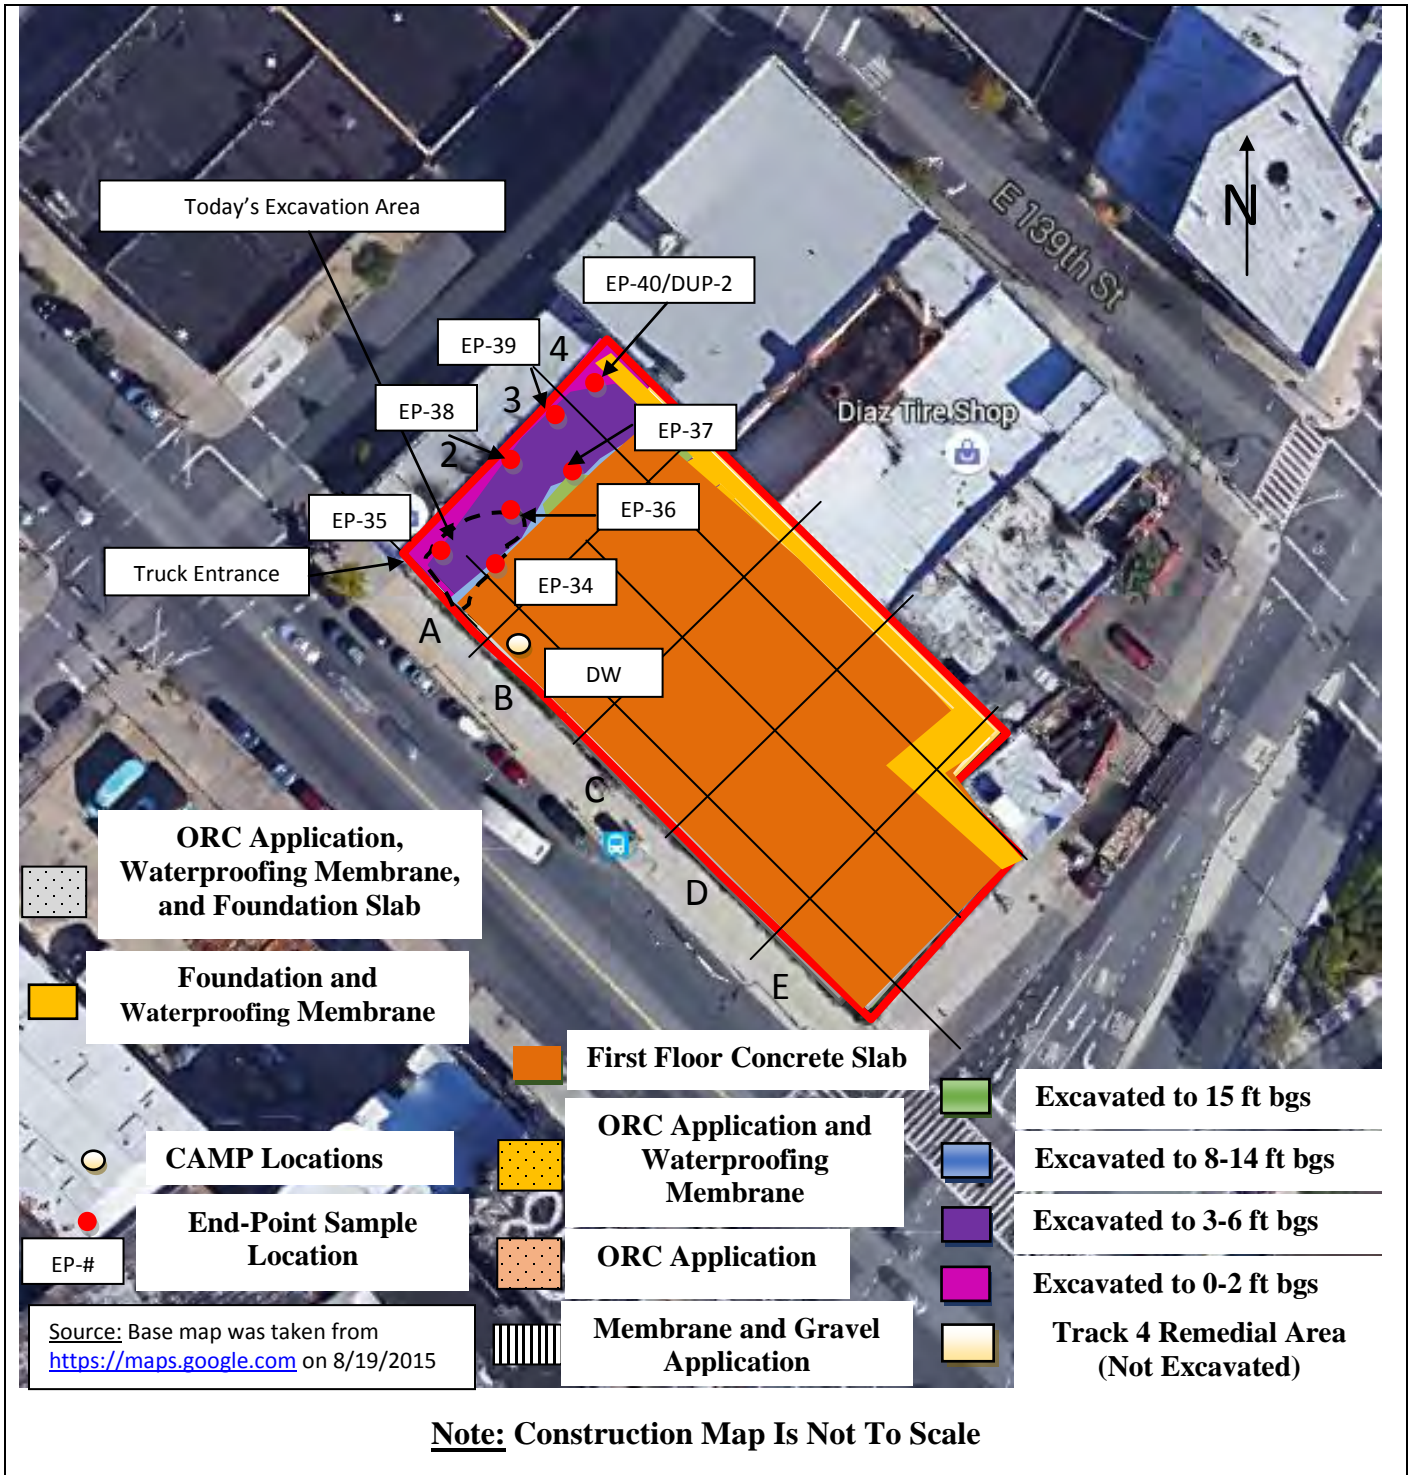 Today's Excavation Area
N
E 139th St
EP-40/DUP-2
EP-39
4
EP-38
3
Diaz Tire Shop
EP-37
2
EP-35
EP-36
Truck Entrance
EP-34
A
DW
B
C
D
E
ORC Application,
Waterproofing Membrane,
and Foundation Slab
Foundation and
Waterproofing Membrane
First Floor Concrete Slab
Excavated to 15 ft bgs
ORC Application and
Waterproofing
Membrane
Excavated to 8-14 ft bgs
CAMP Locations
Excavated to 3-6 ft bgs
End-Point Sample
Location
EP-#
ORC Application
Excavated to 0-2 ft bgs
Membrane and Gravel
Application
Track 4 Remedial Area
(Not Excavated)
Source: Base map was taken from
https://maps.google.com on 8/19/2015
Note: Construction Map Is Not To Scale